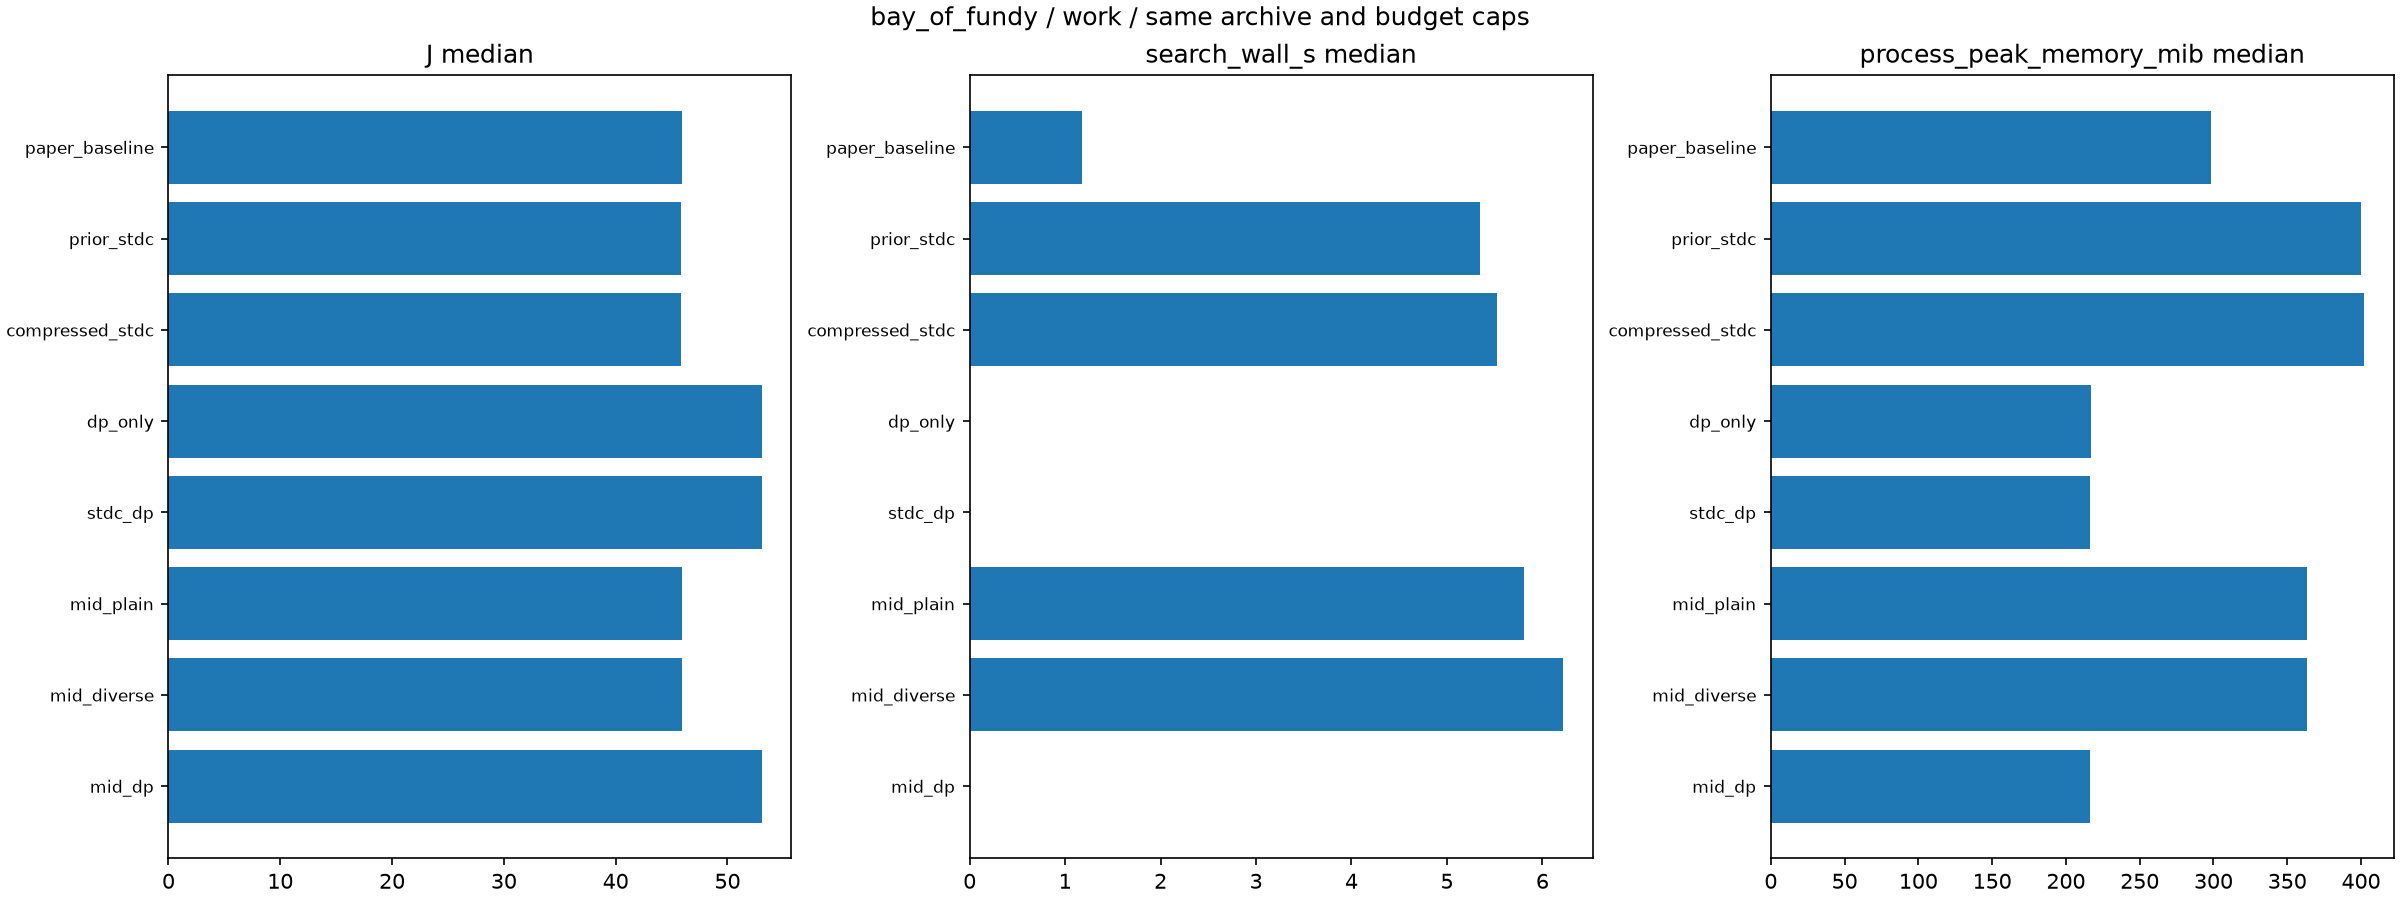 bay_of_fundy / work / same archive and budget caps
J median
paper_baseline
prior_stdc
compressed_stdc
dp_only
stdc_dp
mid_plain
mid_diverse
mid_dp
0 10 20 30 40 50
search_wall_s median
paper_baseline
prior_stdc
compressed_stdc
dp_only
stdc_dp
mid_plain
mid_diverse
mid_dp
0 1 2 3 4 5 6
process_peak_memory_mib median
paper_baseline
prior_stdc
compressed_stdc
dp_only
stdc_dp
mid_plain
mid_diverse
mid_dp
0 50 100 150 200 250 300 350 400